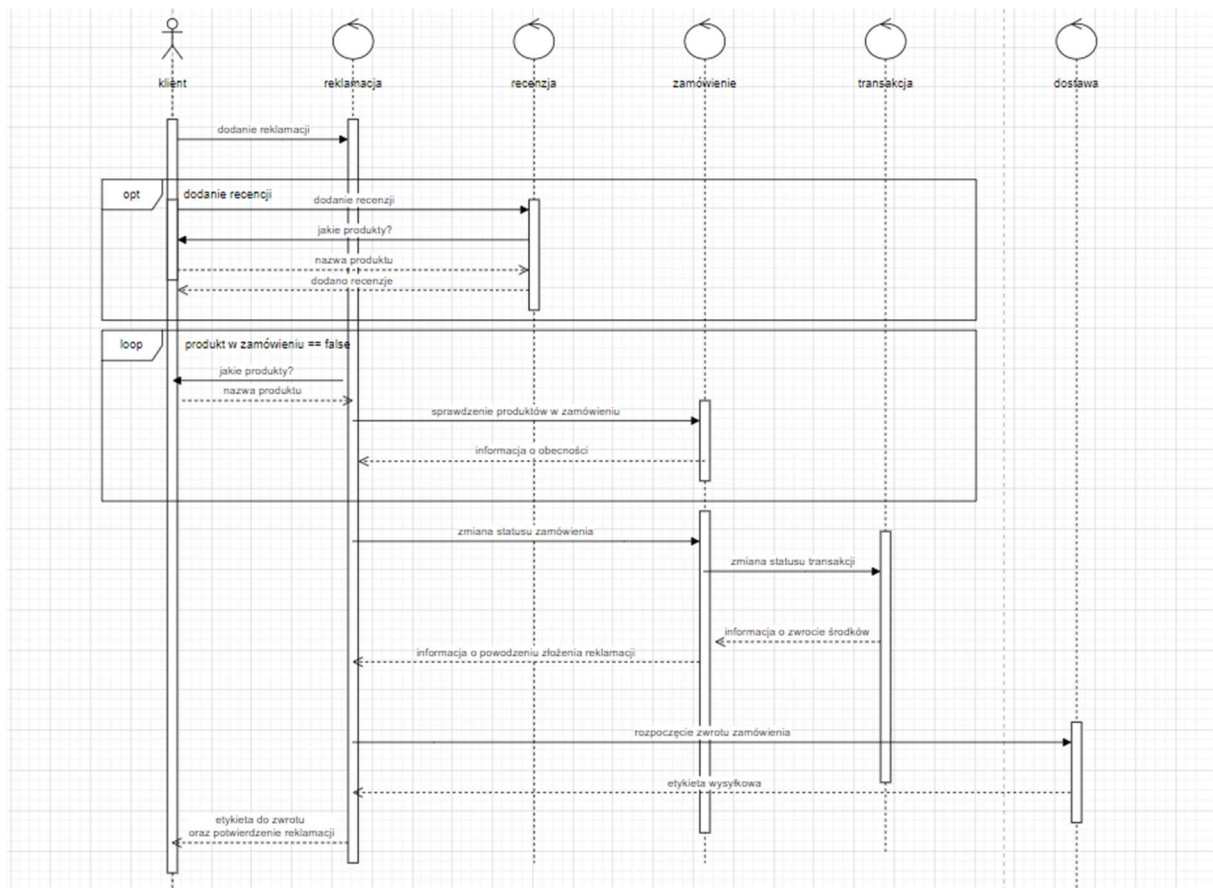 klient
reklamacja
recenzja
zamówienie
transakcja
dostawa
dodanie reklamacji
opt
dodanie recencji
dodanie recenzji
jakie produkty?
nazwa produktu
dodano recenzje
loop
produkt w zamówieniu == false
jakie produkty?
nazwa produktu
sprawdzenie produktów w zamówieniu
informacja o obecności
zmiana statusu zamówienia
zmiana statusu transakcji
informacja o zwrocie środków
informacja o powodzeniu złożenia reklamacji
rozpoczęcie zwrotu zamówienia
etykieta wysyłkowa
etykieta do zwrotu
oraz potwierdzenie reklamacji